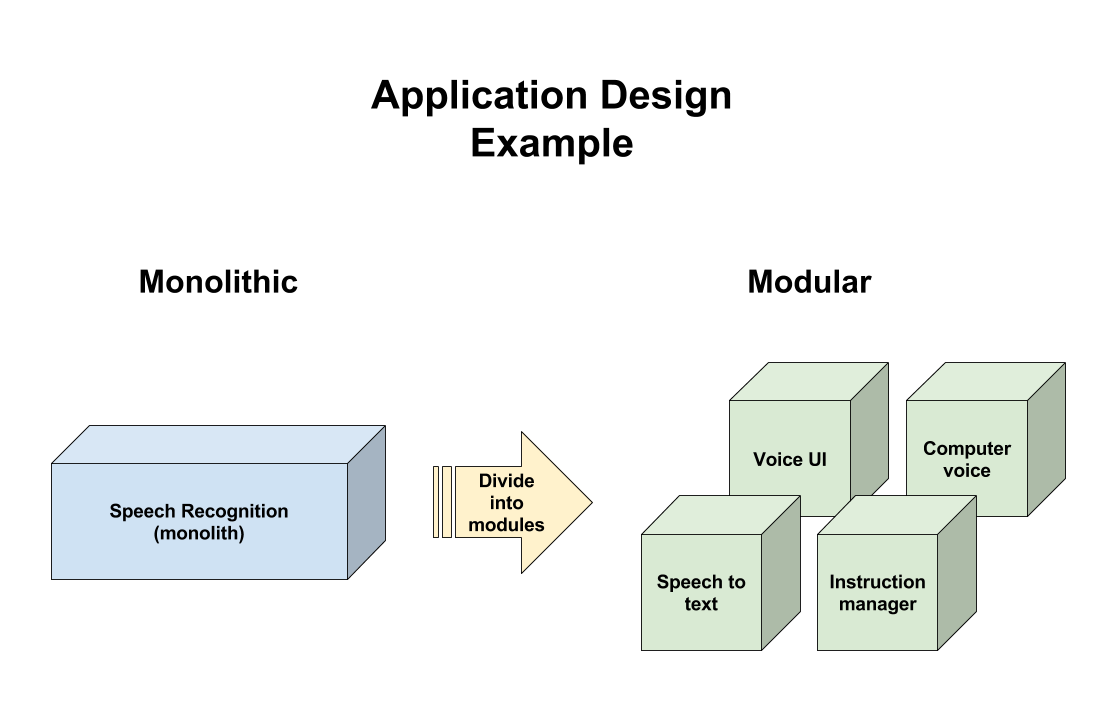 Application Design
Example
Monolithic
Modular
Speech Recognition
(monolith)
Divide
into
modules
Voice UI
Computer
voice
Speech to
text
Instruction
manager